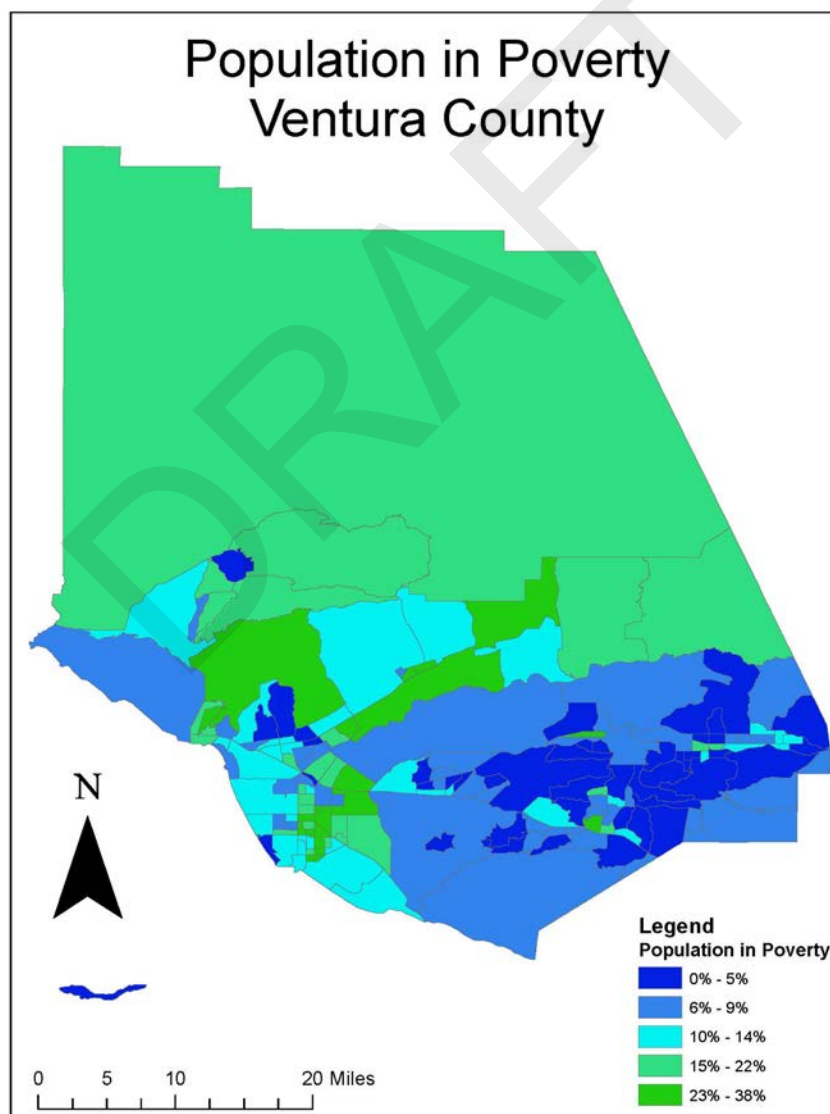 Population in Poverty
Ventura County
DRAFT
N
0 5 10 20 Miles
Legend
Population in Poverty
0% - 5%
6% - 9%
10% - 14%
15% - 22%
23% - 38%